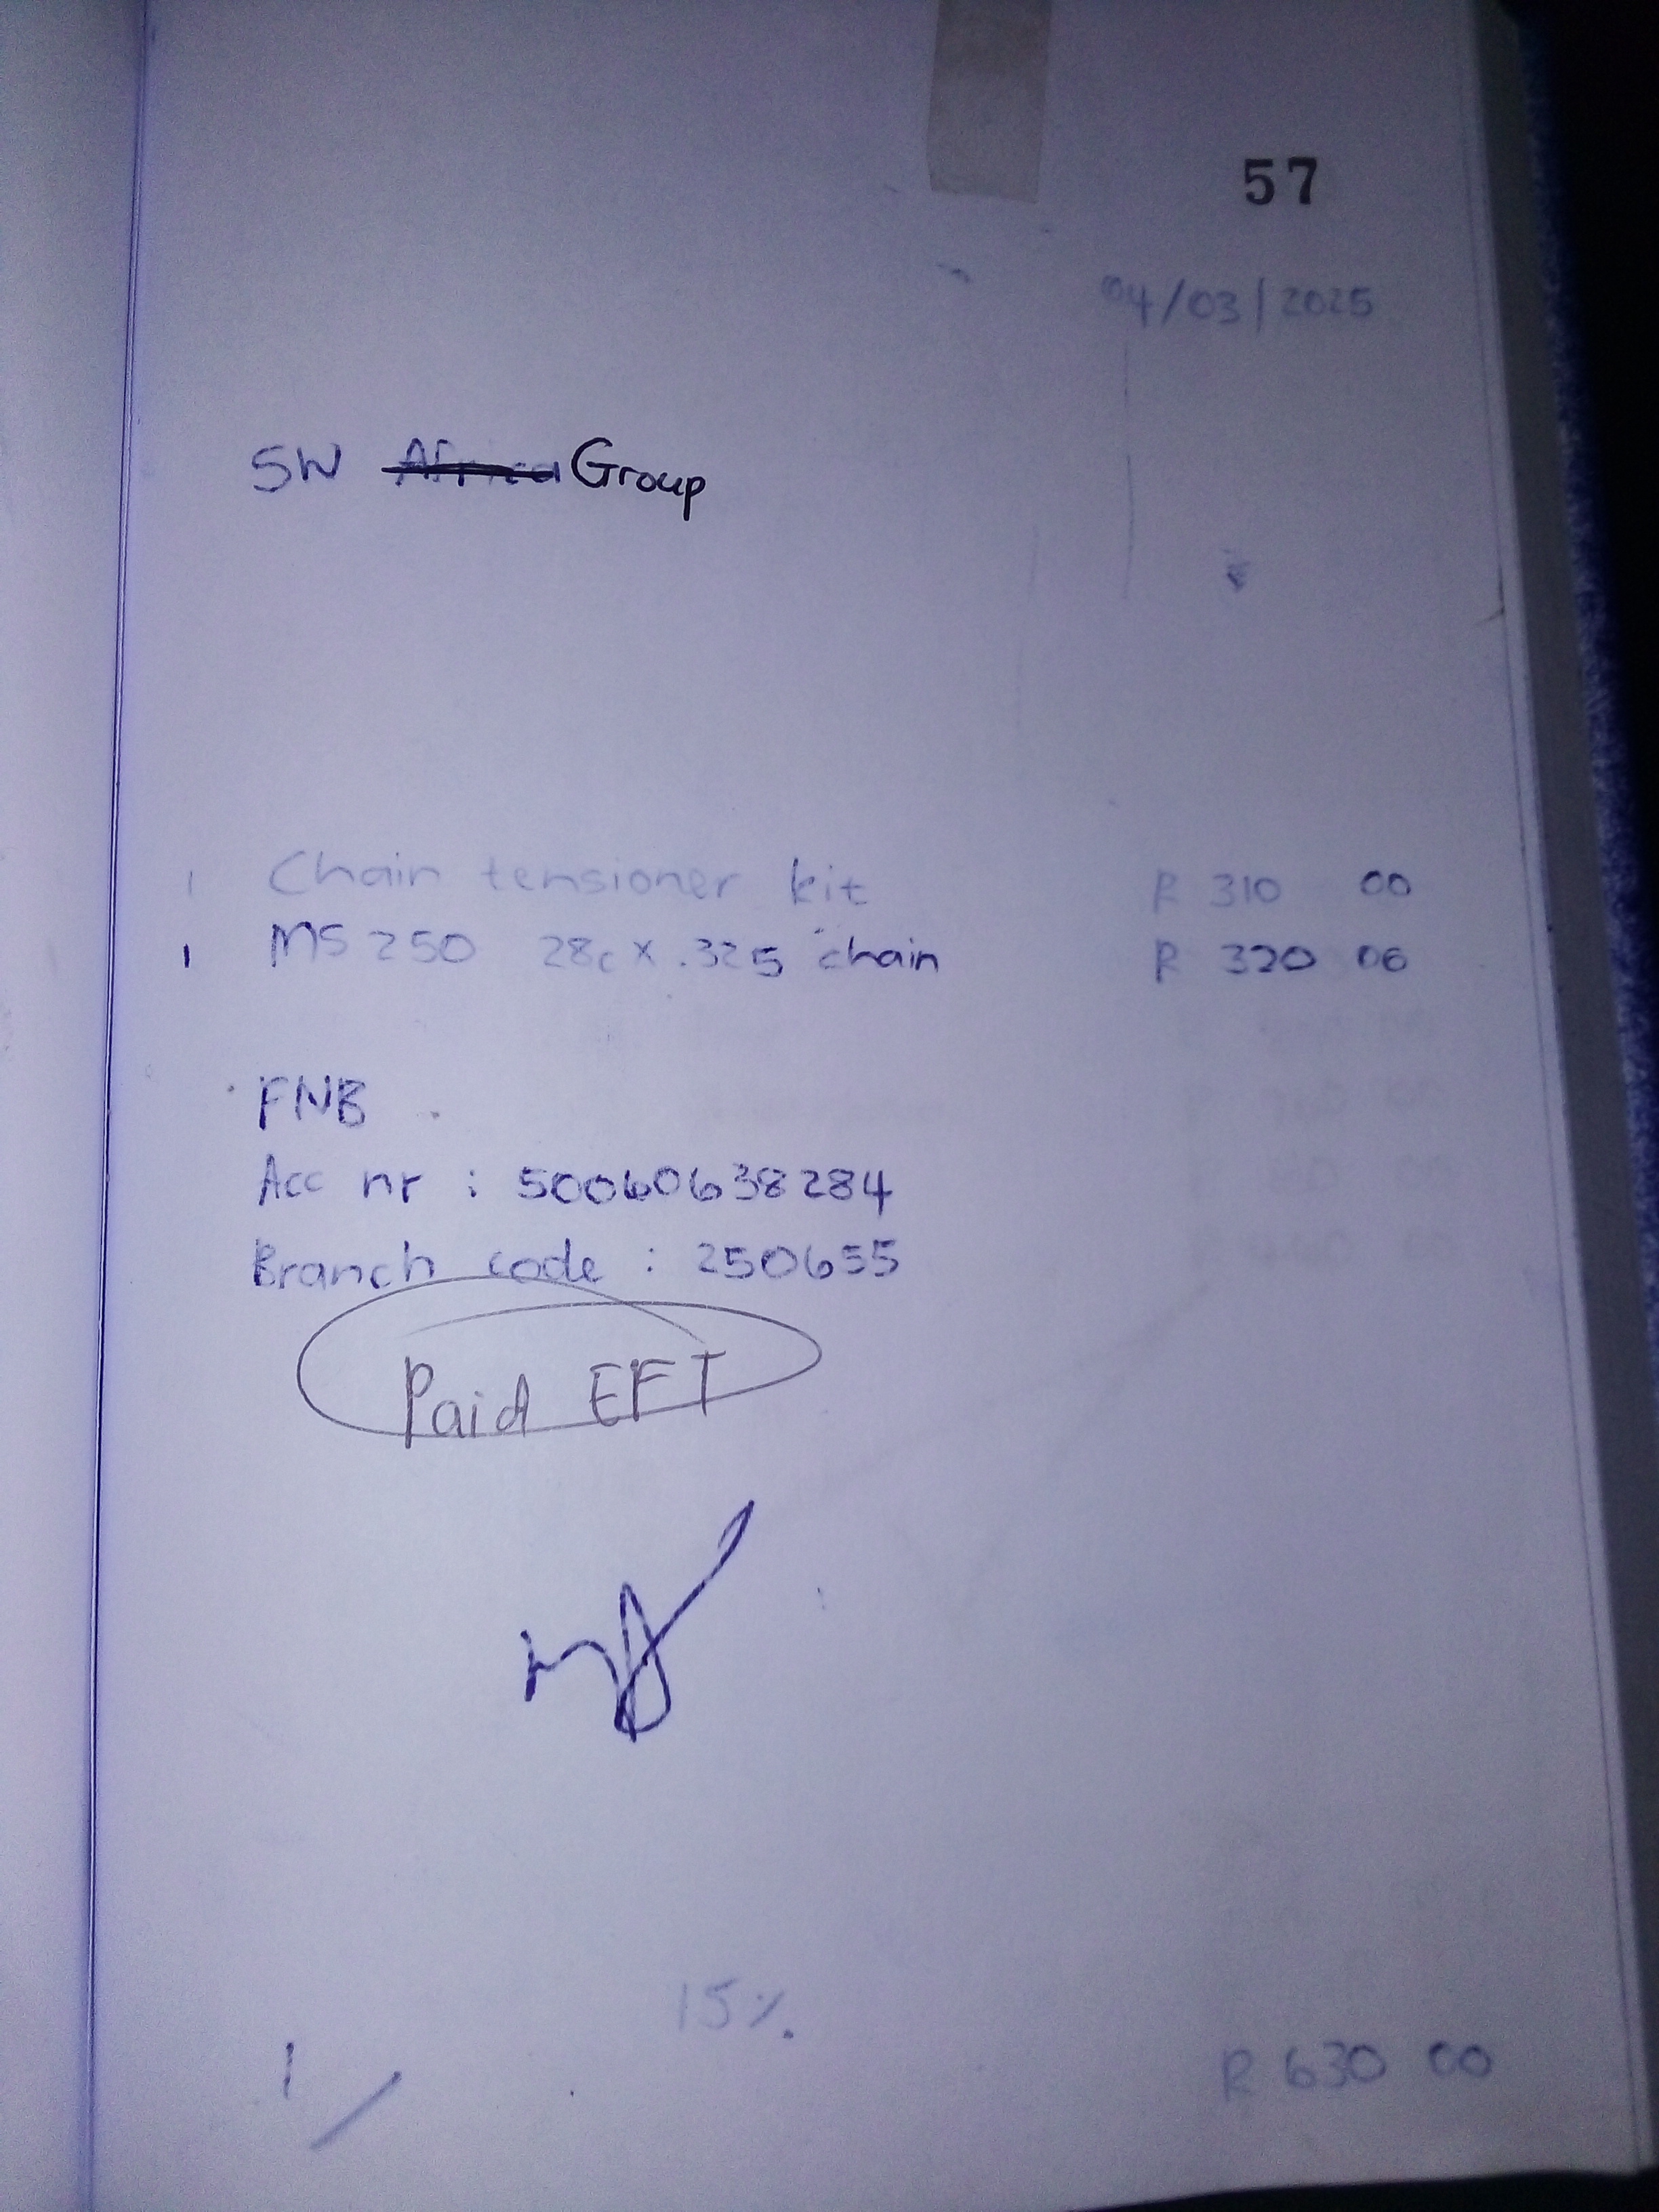 57
04/03/2025
SW Africa Group
1 Chain tensioner kit R 310 00
1 MS 250 28c x .325 chain R 320 00
FNB
Acc nr : 50060638284
Branch code : 250655
Paid EFT
15%
1 /
R 630 00